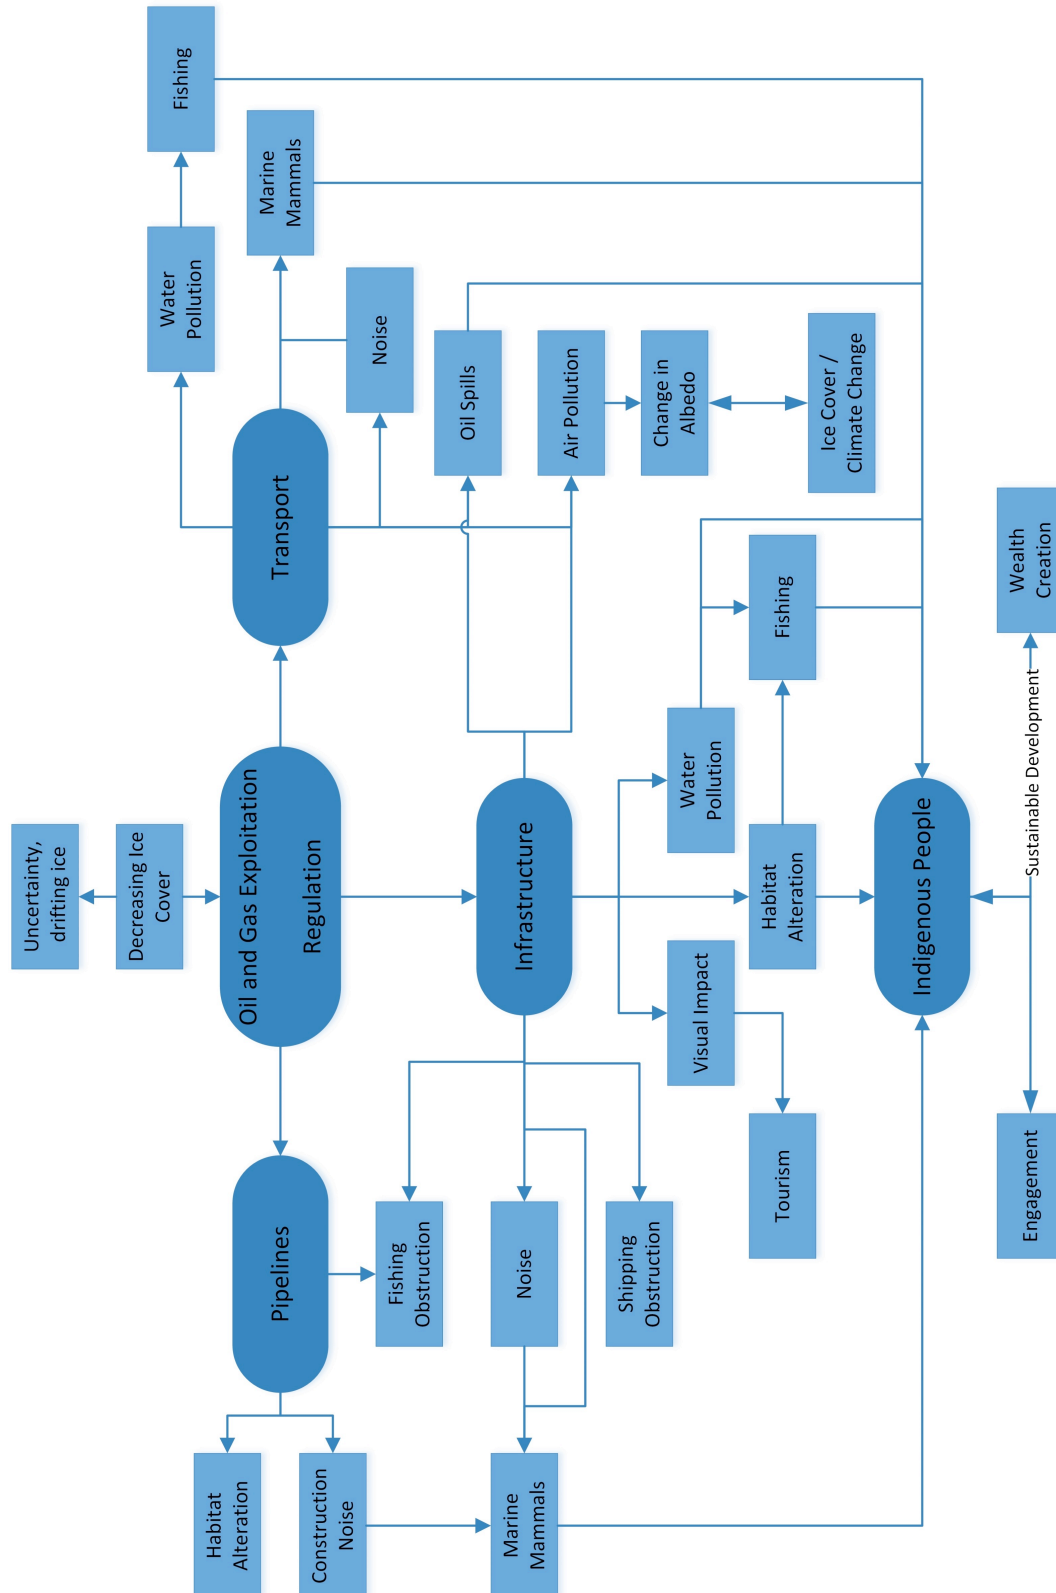 Uncertainty,
drifting ice
Decreasing Ice
Cover
Water
Pollution
Fishing
Habitat
Alteration
Pipelines
Oil and Gas Exploitation
Regulation
Transport
Marine
Mammals
Construction
Noise
Noise
Fishing
Obstruction
Oil Spills
Marine
Mammals
Noise
Infrastructure
Air Pollution
Shipping
Obstruction
Change in
Albedo
Visual Impact
Water
Pollution
Tourism
Habitat
Alteration
Fishing
Ice Cover /
Climate Change
Indigenous People
Engagement
Sustainable Development
Wealth
Creation